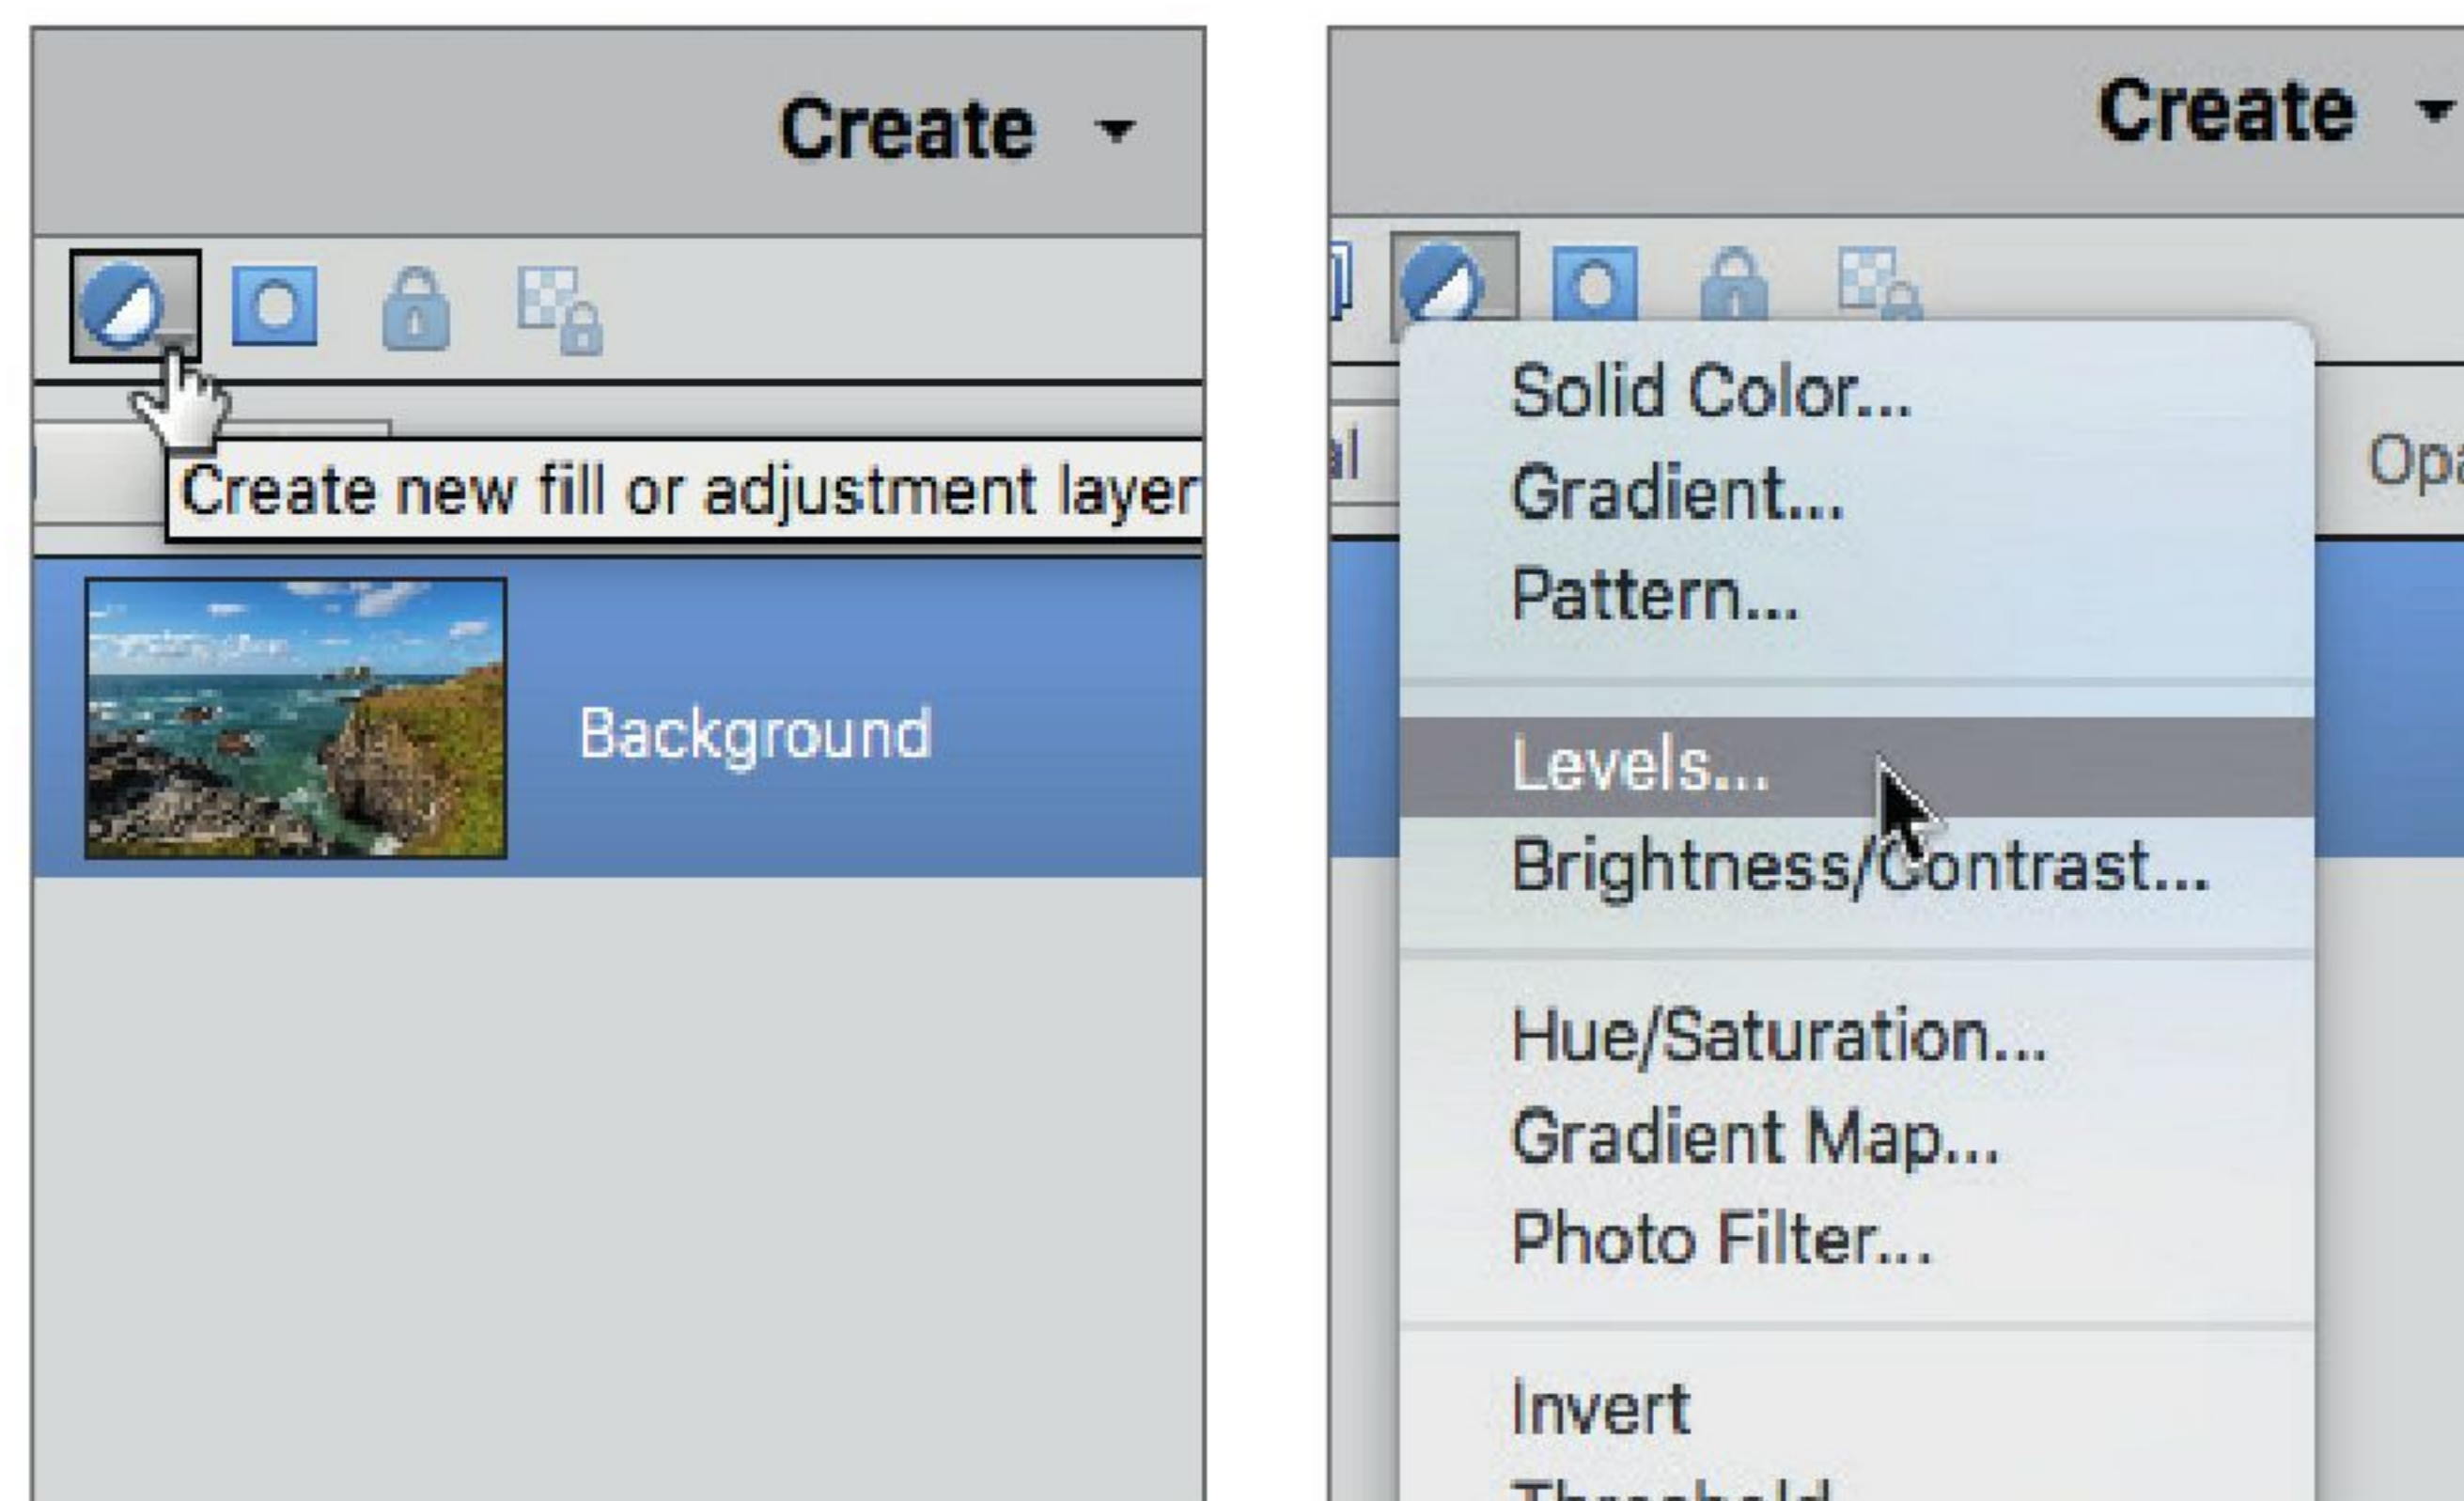 Create
Create new fill or adjustment layer
Background
Create
Solid Color...
Gradient...
Pattern...
Levels...
Brightness/Contrast...
Hue/Saturation...
Gradient Map...
Photo Filter...
Invert
Threshold